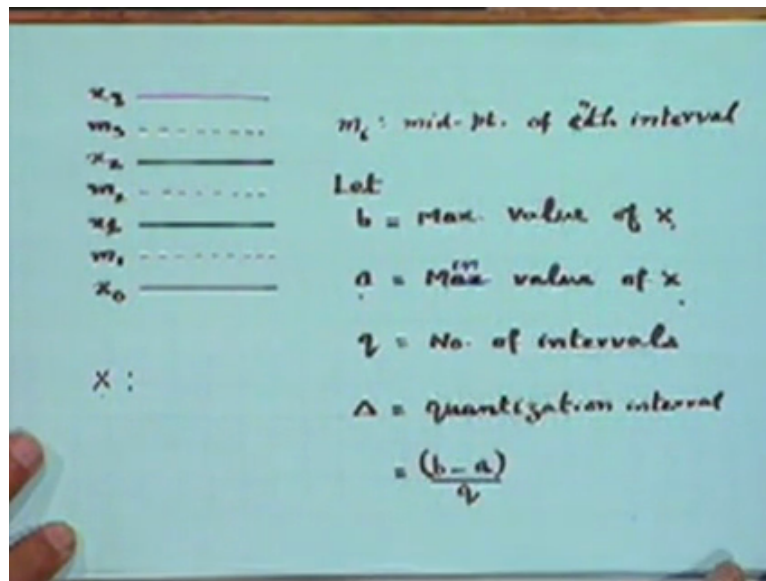 x₃
m₃
x₂
m₂
x₁
m₁
x₀
X :
mᵢ : mid-pt. of ith interval
Let
b = Max. value of X
a = Min value of X
q = No. of intervals
Δ = quantization interval
= (b - a)
q